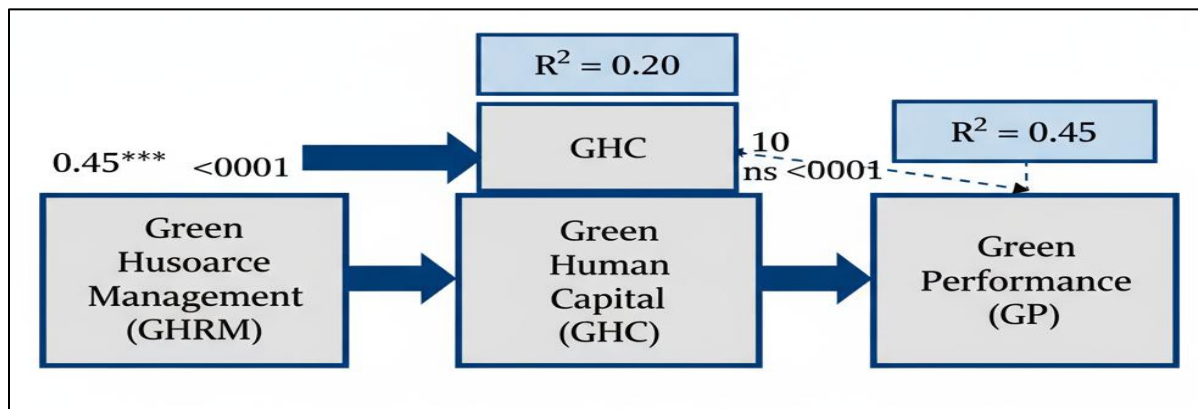 R² = 0.20
GHC
R² = 0.45
0.45*** <0001
10
ns <0001
Green
Husoarce
Management
(GHRM)
Green
Human
Capital
(GHC)
Green
Performance
(GP)